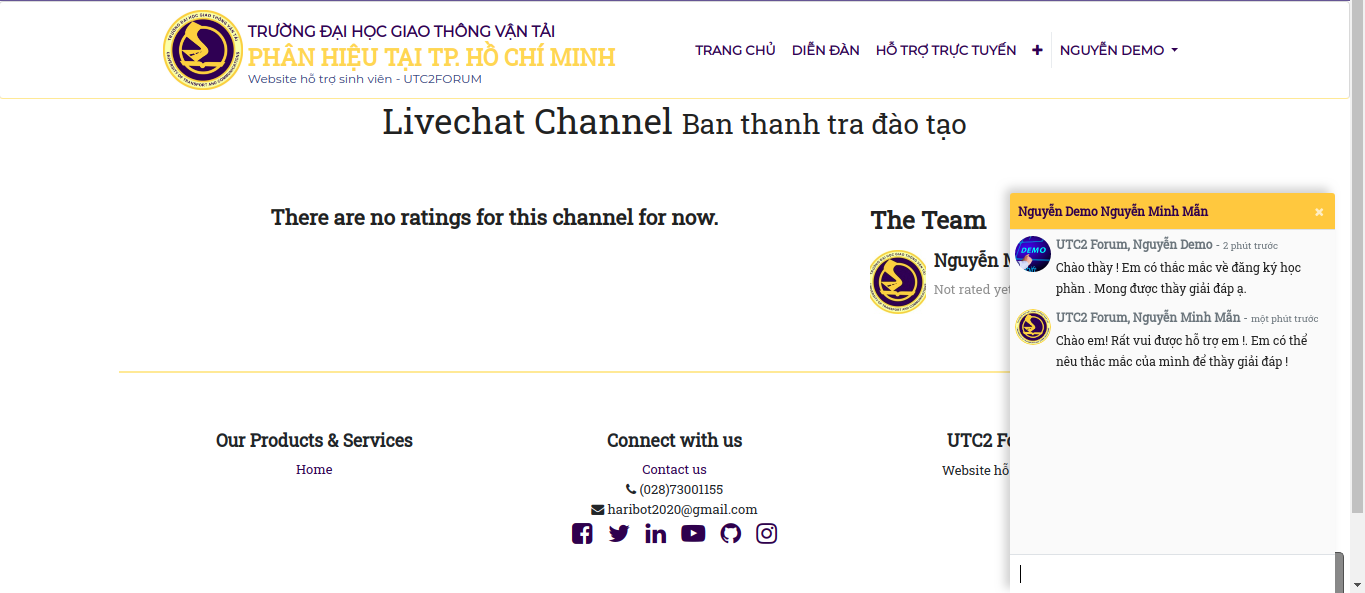 TRƯỜNG ĐẠI HỌC GIAO THÔNG VẬN TẢI
PHÂN HIỆU TẠI TP. HỒ CHÍ MINH
Website hỗ trợ sinh viên - UTC2FORUM
TRANG CHỦ DIỄN ĐÀN HỖ TRỢ TRỰC TUYẾN + NGUYỄN DEMO
Livechat Channel Ban thanh tra đào tạo
There are no ratings for this channel for now.
The Team
Nguyễn M
Not rated yet
Our Products & Services
Home
Connect with us
Contact us
(028)73001155
haribot2020@gmail.com
UTC2 Fo
Website hỗ
Nguyễn Demo Nguyễn Minh Mẫn ×
UTC2 Forum, Nguyễn Demo - 2 phút trước
Chào thầy ! Em có thắc mắc về đăng ký học
phần . Mong được thầy giải đáp ạ.
UTC2 Forum, Nguyễn Minh Mẫn - một phút trước
Chào em! Rất vui được hỗ trợ em !. Em có thể
nêu thắc mắc của mình để thầy giải đáp !